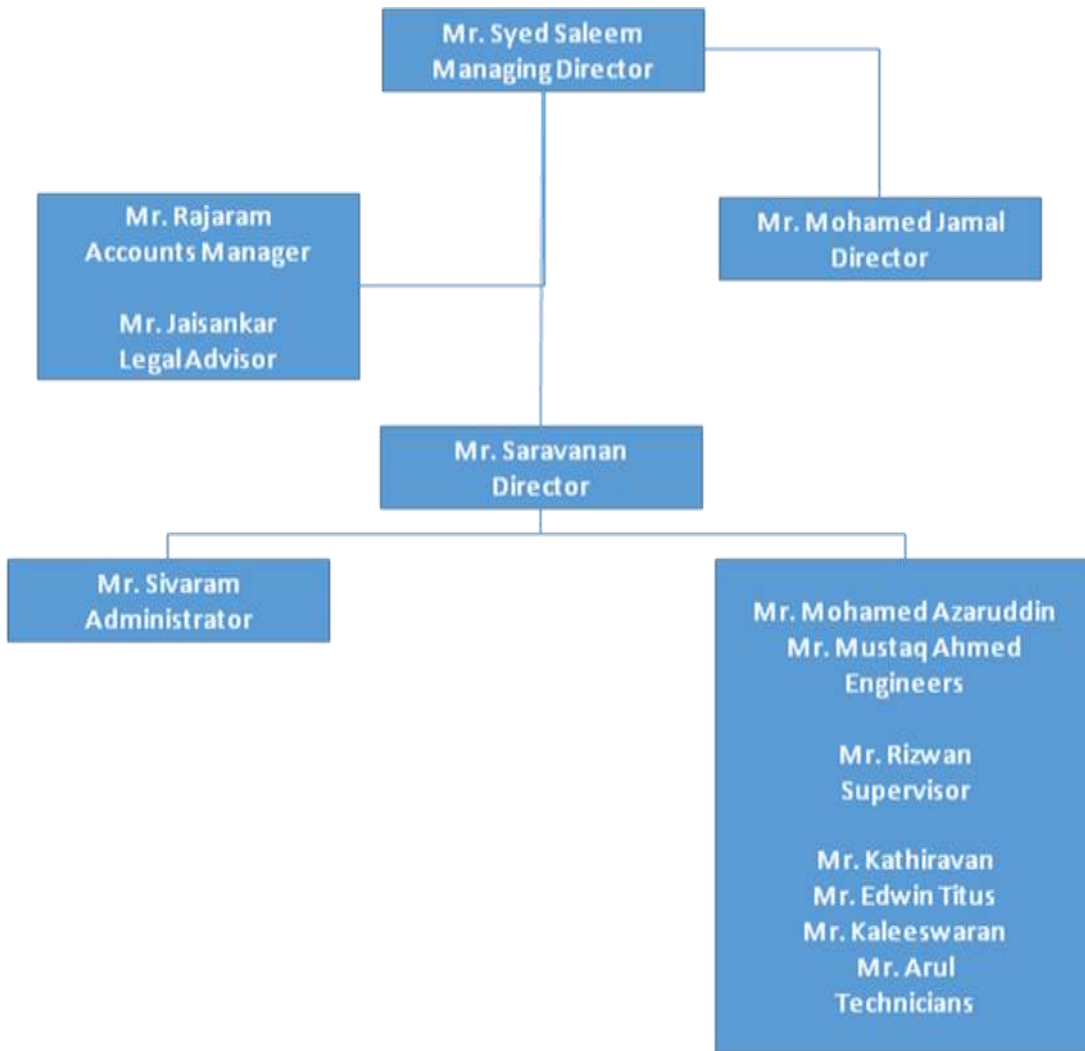 Mr. Syed Saleem
Managing Director
Mr. Rajaram
Accounts Manager
Mr. Jaisankar
Legal Advisor
Mr. Mohamed Jamal
Director
Mr. Saravanan
Director
Mr. Sivaram
Administrator
Mr. Mohamed Azaruddin
Mr. Mustaq Ahmed
Engineers
Mr. Rizwan
Supervisor
Mr. Kathiravan
Mr. Edwin Titus
Mr. Kaleeswaran
Mr. Arul
Technicians